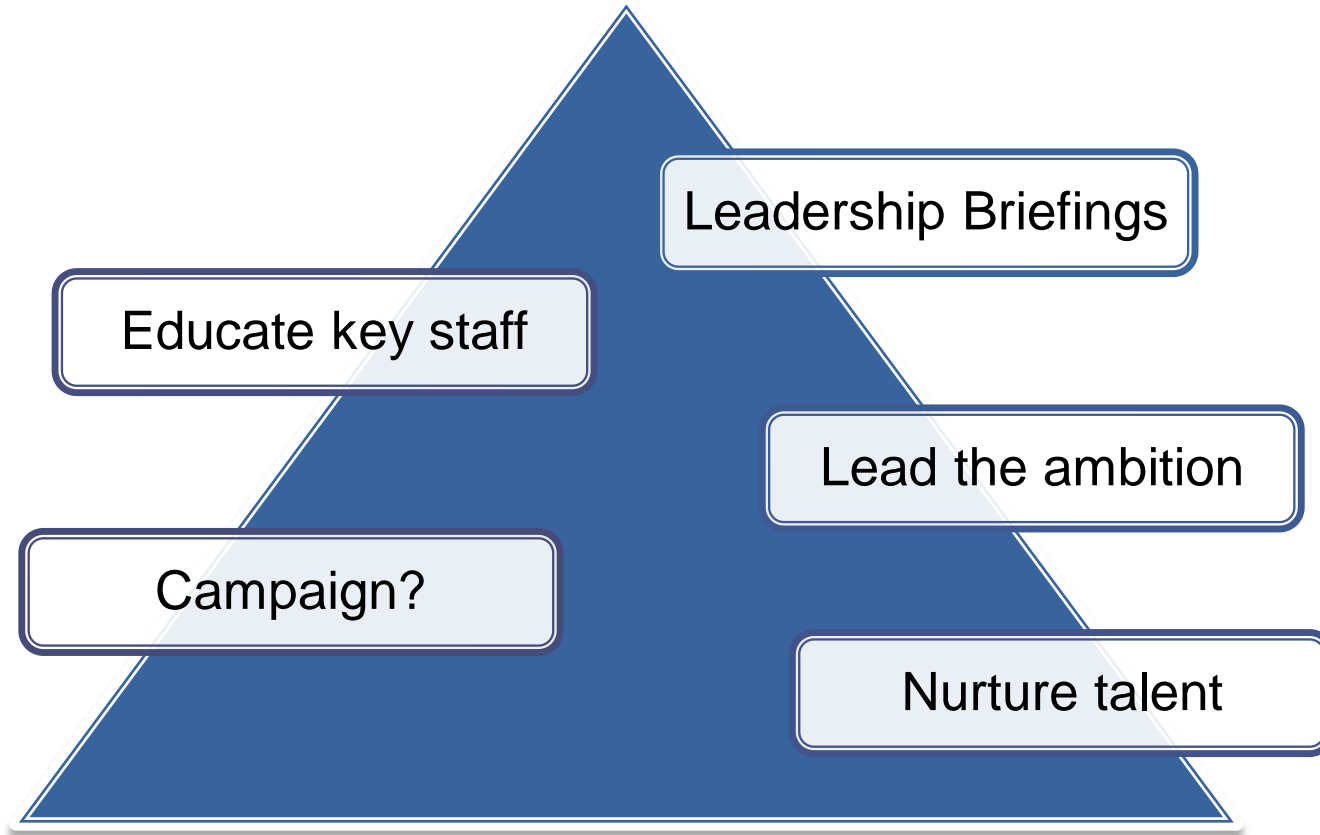 Leadership Briefings
Educate key staff
Lead the ambition
Campaign?
Nurture talent